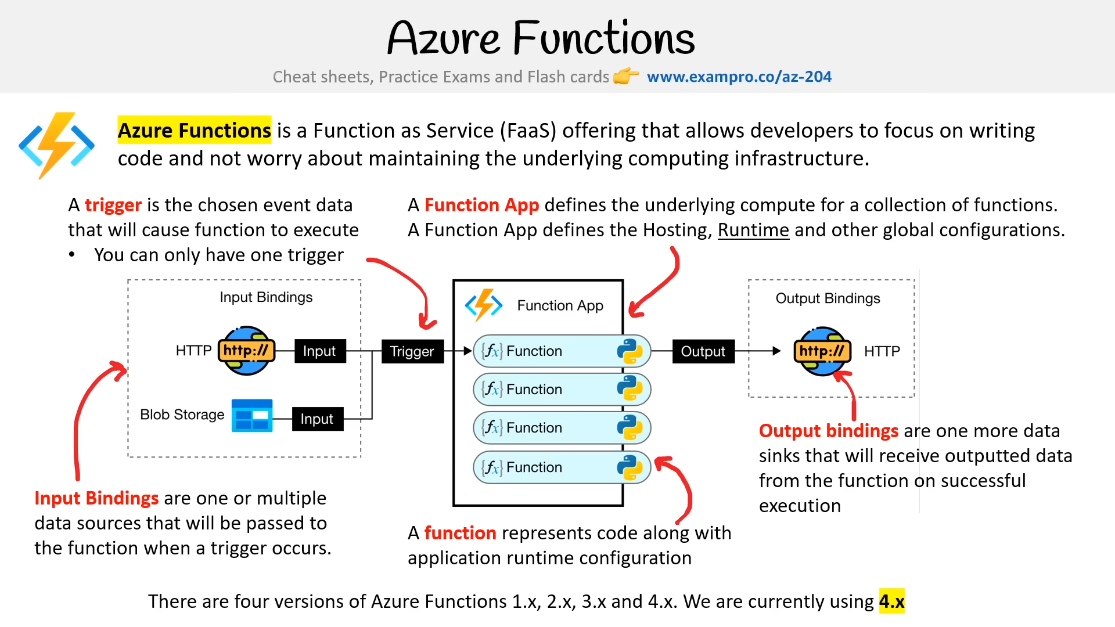 Azure Functions
Cheat sheets, Practice Exams and Flash cards 👉 www.exampro.co/az-204
Azure Functions is a Function as Service (FaaS) offering that allows developers to focus on writing
code and not worry about maintaining the underlying computing infrastructure.
A trigger is the chosen event data
that will cause function to execute
• You can only have one trigger
A Function App defines the underlying compute for a collection of functions.
A Function App defines the Hosting, Runtime and other global configurations.
Input Bindings
HTTP http:// Input
Blob Storage Input
Trigger
Function App
{fx} Function
{fx} Function
{fx} Function
{fx} Function
Output
Output Bindings
http:// HTTP
Input Bindings are one or multiple
data sources that will be passed to
the function when a trigger occurs.
A function represents code along with
application runtime configuration
Output bindings are one more data
sinks that will receive outputted data
from the function on successful
execution
There are four versions of Azure Functions 1.x, 2.x, 3.x and 4.x. We are currently using 4.x